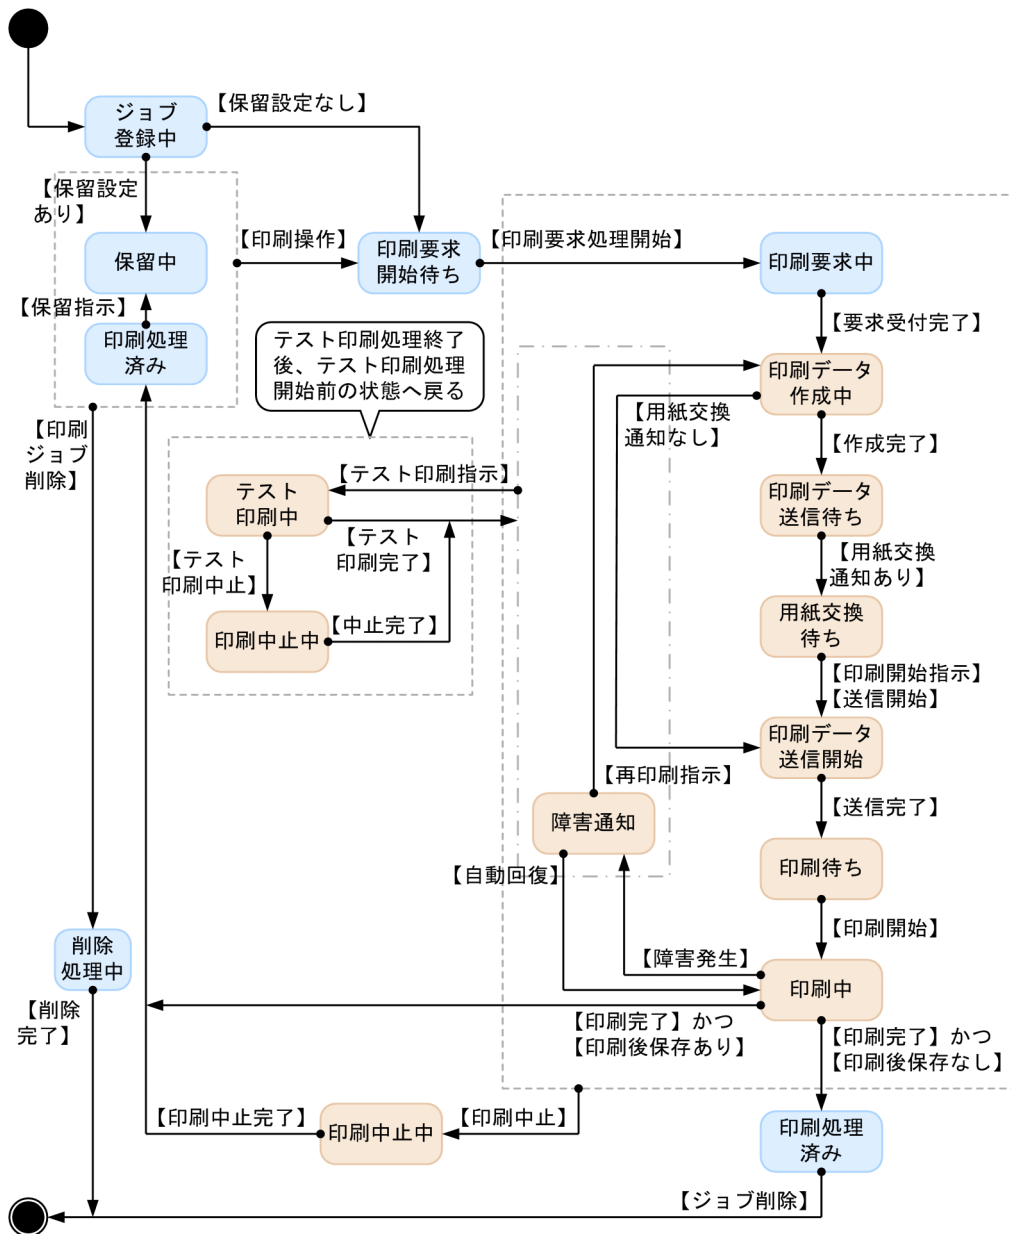 ジョブ
登録中
【保留設定なし】
【保留設定
あり】
保留中
【印刷操作】
印刷要求
開始待ち
【印刷要求処理開始】
印刷要求中
【保留指示】
印刷処理
済み
【要求受付完了】
テスト印刷処理終了
後、テスト印刷処理
開始前の状態へ戻る
印刷データ
作成中
【用紙交換
通知なし】
【作成完了】
【印刷
ジョブ
削除】
【テスト印刷指示】
テスト
印刷中
【テスト
印刷完了】
印刷データ
送信待ち
【用紙交換
通知あり】
【テスト
印刷中止】
印刷中止中
【中止完了】
用紙交換
待ち
【印刷開始指示】
【送信開始】
印刷データ
送信開始
【再印刷指示】
【送信完了】
障害通知
【自動回復】
印刷待ち
【印刷開始】
削除
処理中
【障害発生】
印刷中
【削除
完了】
【印刷完了】かつ
【印刷後保存あり】
【印刷完了】かつ
【印刷後保存なし】
【印刷中止完了】
印刷中止中
【印刷中止】
印刷処理
済み
【ジョブ削除】